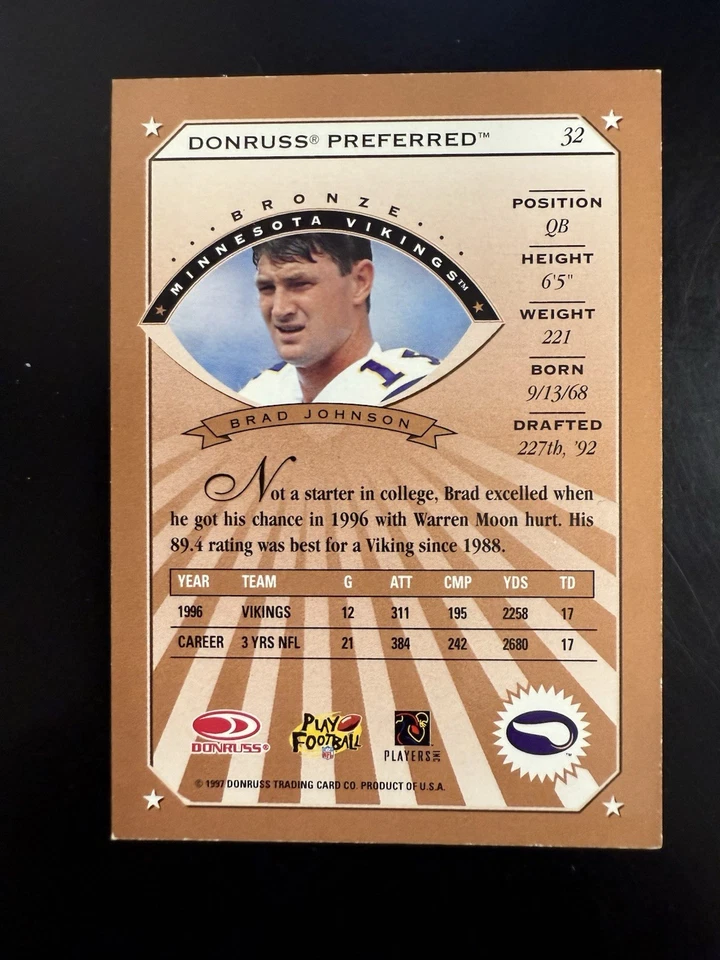 DONRUSS® PREFERRED™ 32
...BRONZE...
MINNESOTA VIKINGS™
BRAD JOHNSON
POSITION
QB
HEIGHT
6'5"
WEIGHT
221
BORN
9/13/68
DRAFTED
227th, '92
Not a starter in college, Brad excelled when
he got his chance in 1996 with Warren Moon hurt. His
89.4 rating was best for a Viking since 1988.
YEAR TEAM G ATT CMP YDS TD
1996 VIKINGS 12 311 195 2258 17
CAREER 3 YRS NFL 21 384 242 2680 17
DONRUSS®
PLAY
FOOTBALL
NFL
PLAYERS INC
© 1997 DONRUSS TRADING CARD CO. PRODUCT OF U.S.A.